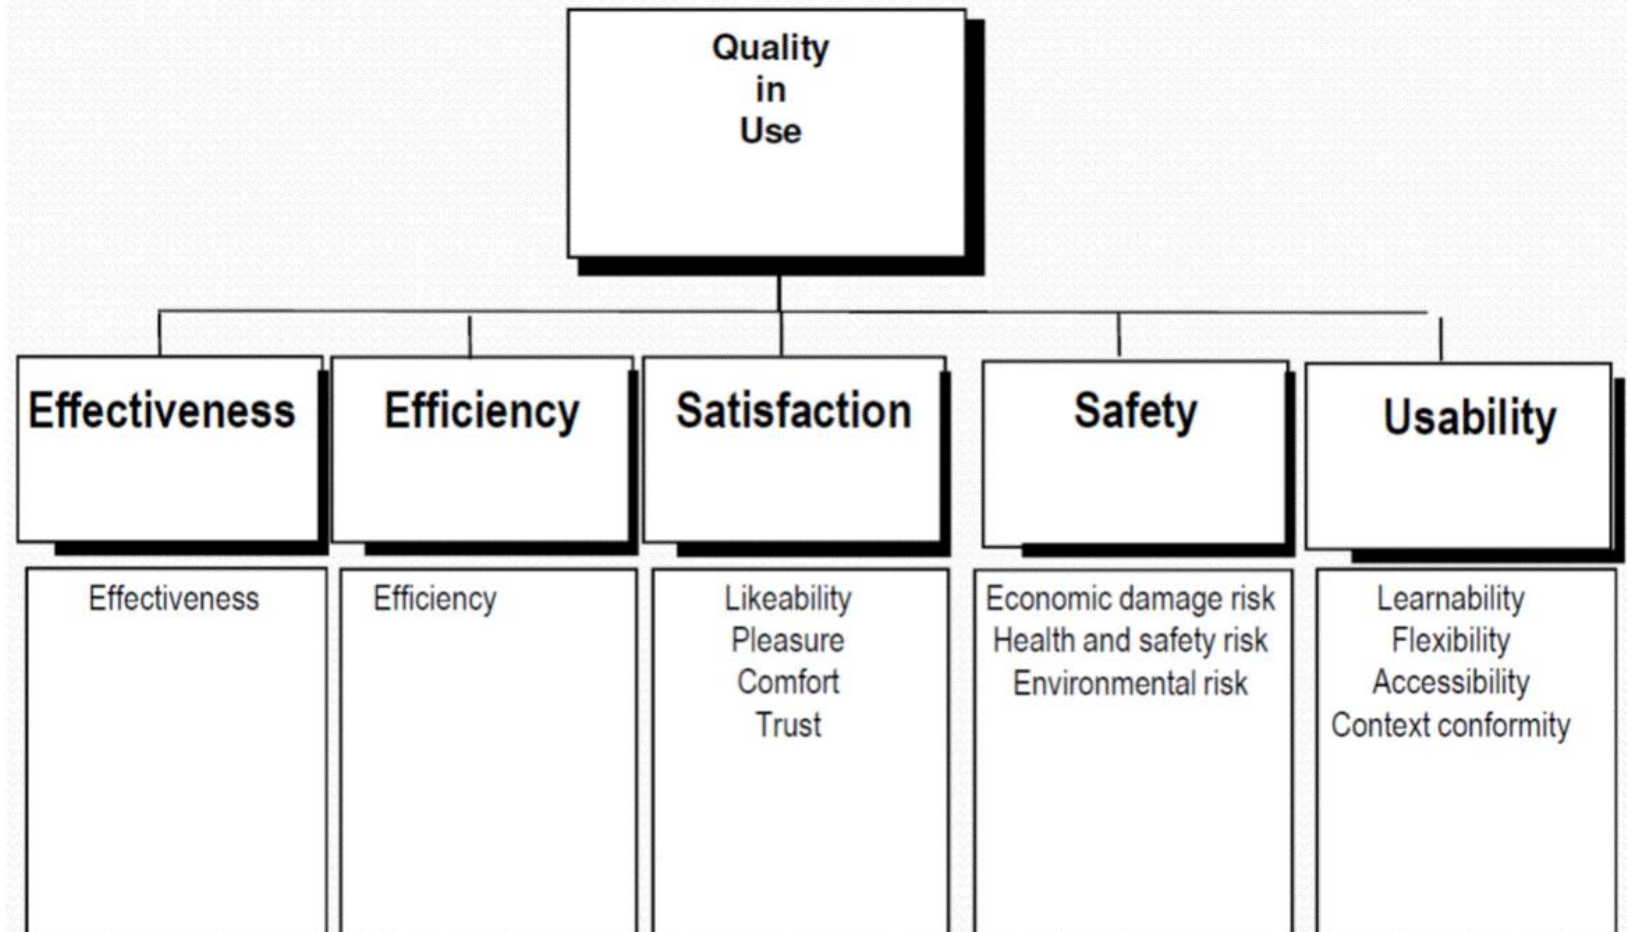 Quality
in
Use
Effectiveness
Efficiency
Satisfaction
Safety
Usability
Effectiveness
Efficiency
Likeability
Pleasure
Comfort
Trust
Economic damage risk
Health and safety risk
Environmental risk
Learnability
Flexibility
Accessibility
Context conformity